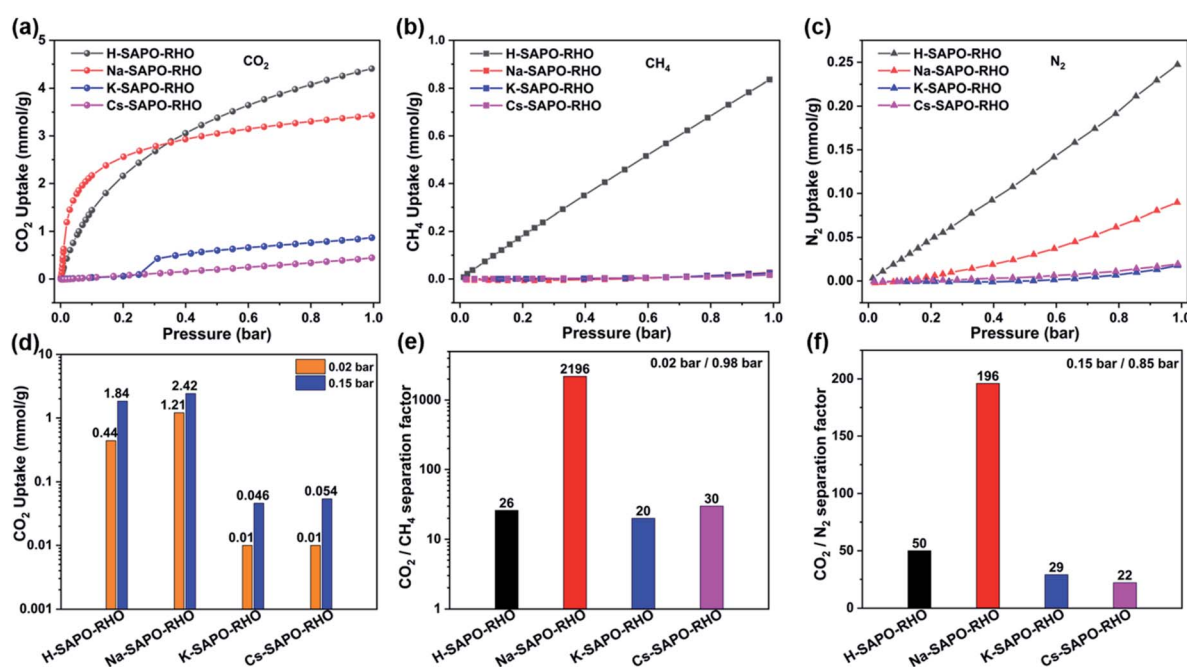 (a)
5
4
3
2
1
0
CO₂ Uptake (mmol/g)
H-SAPO-RHO
Na-SAPO-RHO
K-SAPO-RHO
Cs-SAPO-RHO
CO₂
0.0 0.2 0.4 0.6 0.8 1.0
Pressure (bar)
(b)
1.0
0.8
0.6
0.4
0.2
0.0
CH₄ Uptake (mmol/g)
H-SAPO-RHO
Na-SAPO-RHO
K-SAPO-RHO
Cs-SAPO-RHO
CH₄
0.0 0.2 0.4 0.6 0.8 1.0
Pressure (bar)
(c)
0.25
0.20
0.15
0.10
0.05
0.00
N₂ Uptake (mmol/g)
H-SAPO-RHO
Na-SAPO-RHO
K-SAPO-RHO
Cs-SAPO-RHO
N₂
0.0 0.2 0.4 0.6 0.8 1.0
Pressure (bar)
(d)
10
1
0.1
0.01
0.001
CO₂ Uptake (mmol/g)
0.02 bar
0.15 bar
0.44 1.84
1.21 2.42
0.01 0.046
0.01 0.054
H-SAPO-RHO
Na-SAPO-RHO
K-SAPO-RHO
Cs-SAPO-RHO
(e)
1000
100
10
1
CO₂ / CH₄ separation factor
0.02 bar / 0.98 bar
26
2196
20
30
H-SAPO-RHO
Na-SAPO-RHO
K-SAPO-RHO
Cs-SAPO-RHO
(f)
200
150
100
50
0
CO₂ / N₂ separation factor
0.15 bar / 0.85 bar
50
196
29
22
H-SAPO-RHO
Na-SAPO-RHO
K-SAPO-RHO
Cs-SAPO-RHO